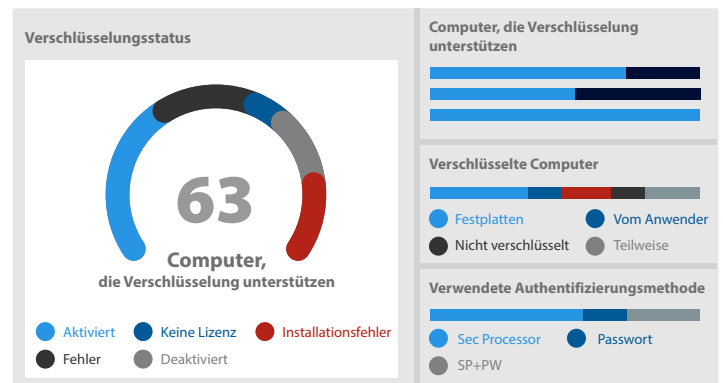 Verschlüsselungsstatus
63
Computer,
die Verschlüsselung unterstützen
Aktiviert
Keine Lizenz
Installationsfehler
Fehler
Deaktiviert
Computer, die Verschlüsselung
unterstützen
Verschlüsselte Computer
Festplatten
Vom Anwender
Nicht verschlüsselt
Teilweise
Verwendete Authentifizierungsmethode
Sec Processor
Passwort
SP+PW